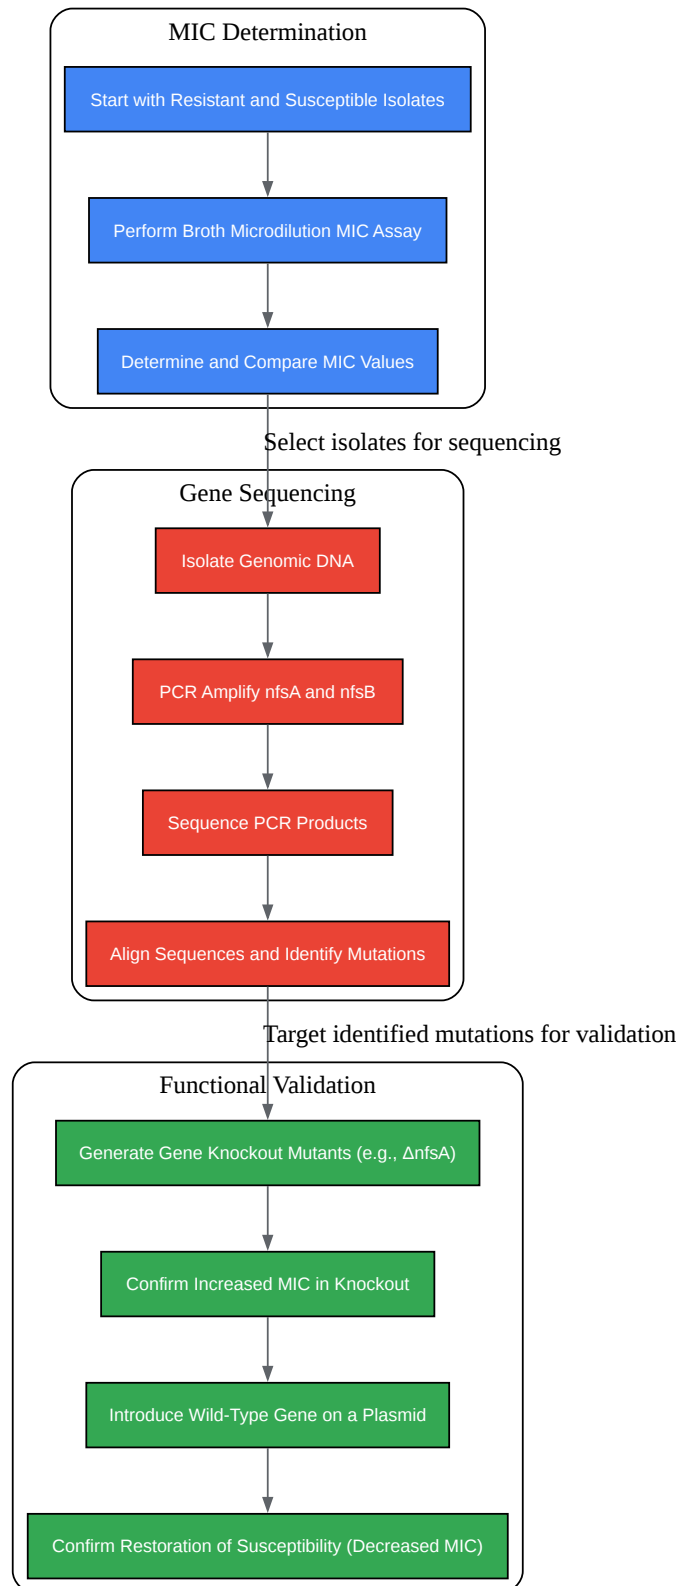 MIC Determination
Start with Resistant and Susceptible Isolates
Perform Broth Microdilution MIC Assay
Determine and Compare MIC Values
Select isolates for sequencing
Gene Sequencing
Isolate Genomic DNA
PCR Amplify nfsA and nfsB
Sequence PCR Products
Align Sequences and Identify Mutations
Target identified mutations for validation
Functional Validation
Generate Gene Knockout Mutants (e.g., ΔnfsA)
Confirm Increased MIC in Knockout
Introduce Wild-Type Gene on a Plasmid
Confirm Restoration of Susceptibility (Decreased MIC)